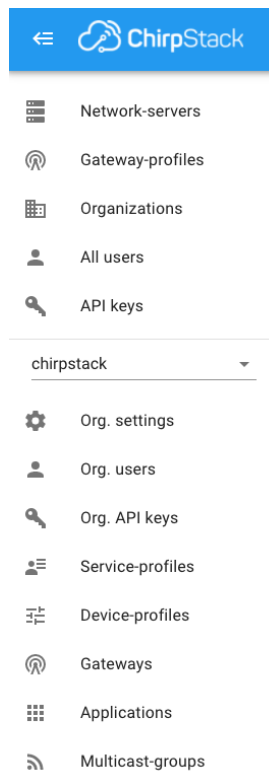 ChirpStack
Network-servers
Gateway-profiles
Organizations
All users
API keys
chirpstack
Org. settings
Org. users
Org. API keys
Service-profiles
Device-profiles
Gateways
Applications
Multicast-groups